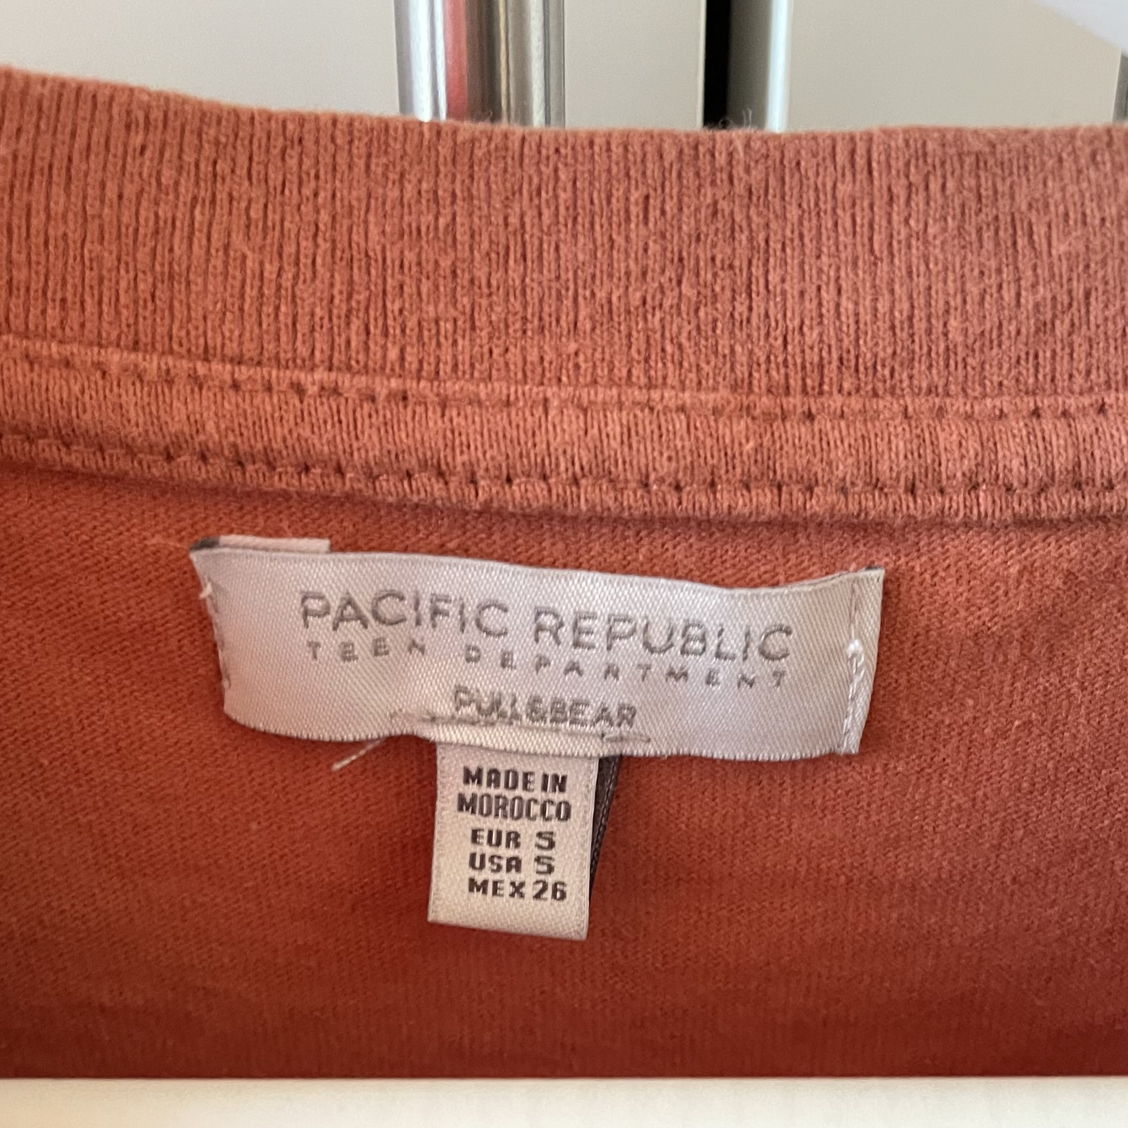 PACIFIC REPUBLIC
TEEN DEPARTMENT
PULL&BEAR
MADE IN
MOROCCO
EUR S
USA S
MEX 26